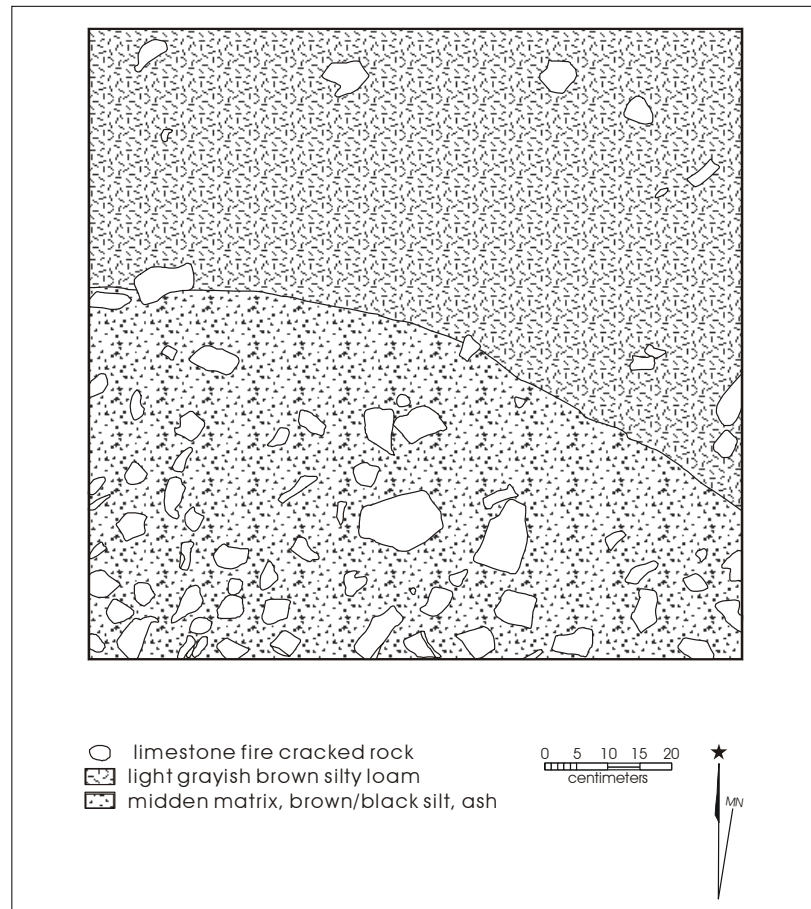 limestone fire cracked rock
light grayish brown silty loam
midden matrix, brown/black silt, ash
0 5 10 15 20
centimeters
MN